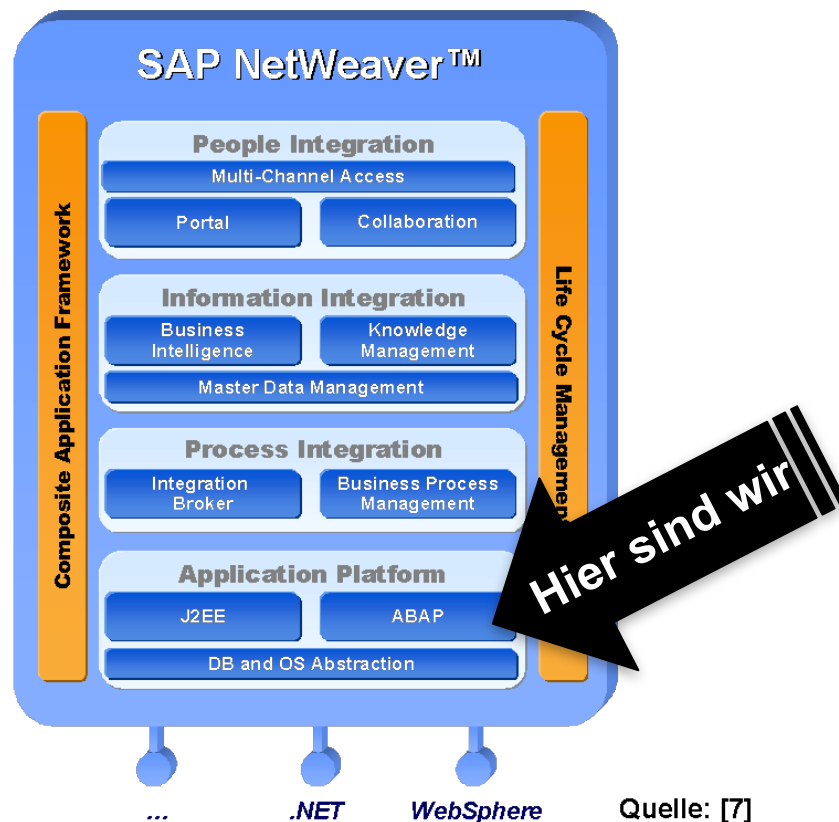 SAP NetWeaver™
Composite Application Framework
People Integration
Multi-Channel Access
Portal
Collaboration
Information Integration
Business
Intelligence
Knowledge
Management
Master Data Management
Process Integration
Integration
Broker
Business Process
Management
Application Platform
J2EE
ABAP
DB and OS Abstraction
Life Cycle Management
Hier sind wir
...
.NET
WebSphere
Quelle: [7]